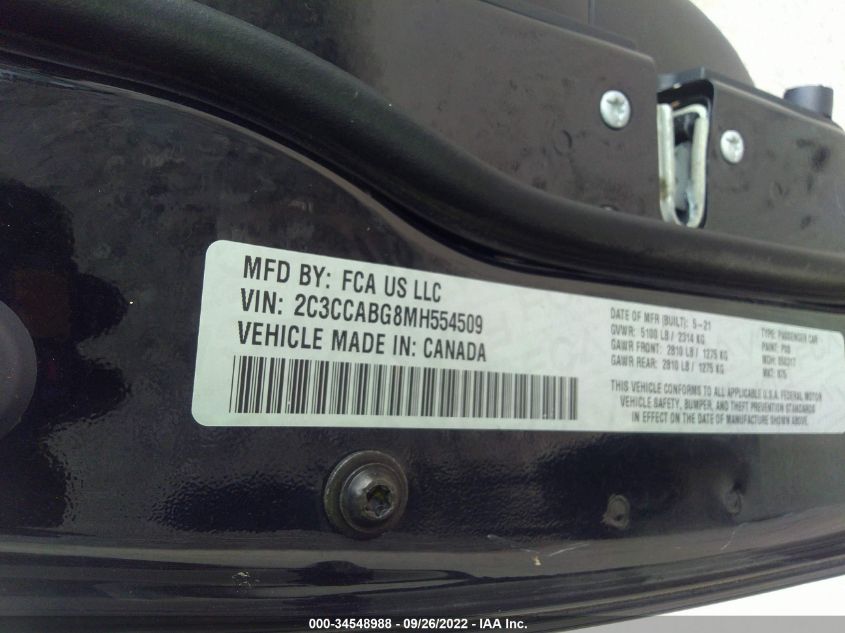 MFD BY: FCA US LLC
VIN: 2C3CCABG8MH554509
VEHICLE MADE IN: CANADA
DATE OF MFR (BUILT): 5-21
GVWR: 5100 LB / 2314 KG
GAWR FRONT: 2810 LB / 1275 KG
GAWR REAR: 2810 LB / 1275 KG
TYPE: PASSENGER CAR
PAINT:
MDH:
THIS VEHICLE CONFORMS TO ALL APPLICABLE U.S.A. FEDERAL MOTOR
VEHICLE SAFETY, BUMPER, AND THEFT PREVENTION STANDARDS
IN EFFECT ON THE DATE OF MANUFACTURE SHOWN ABOVE.
000-34548988 - 09/26/2022 - IAA Inc.